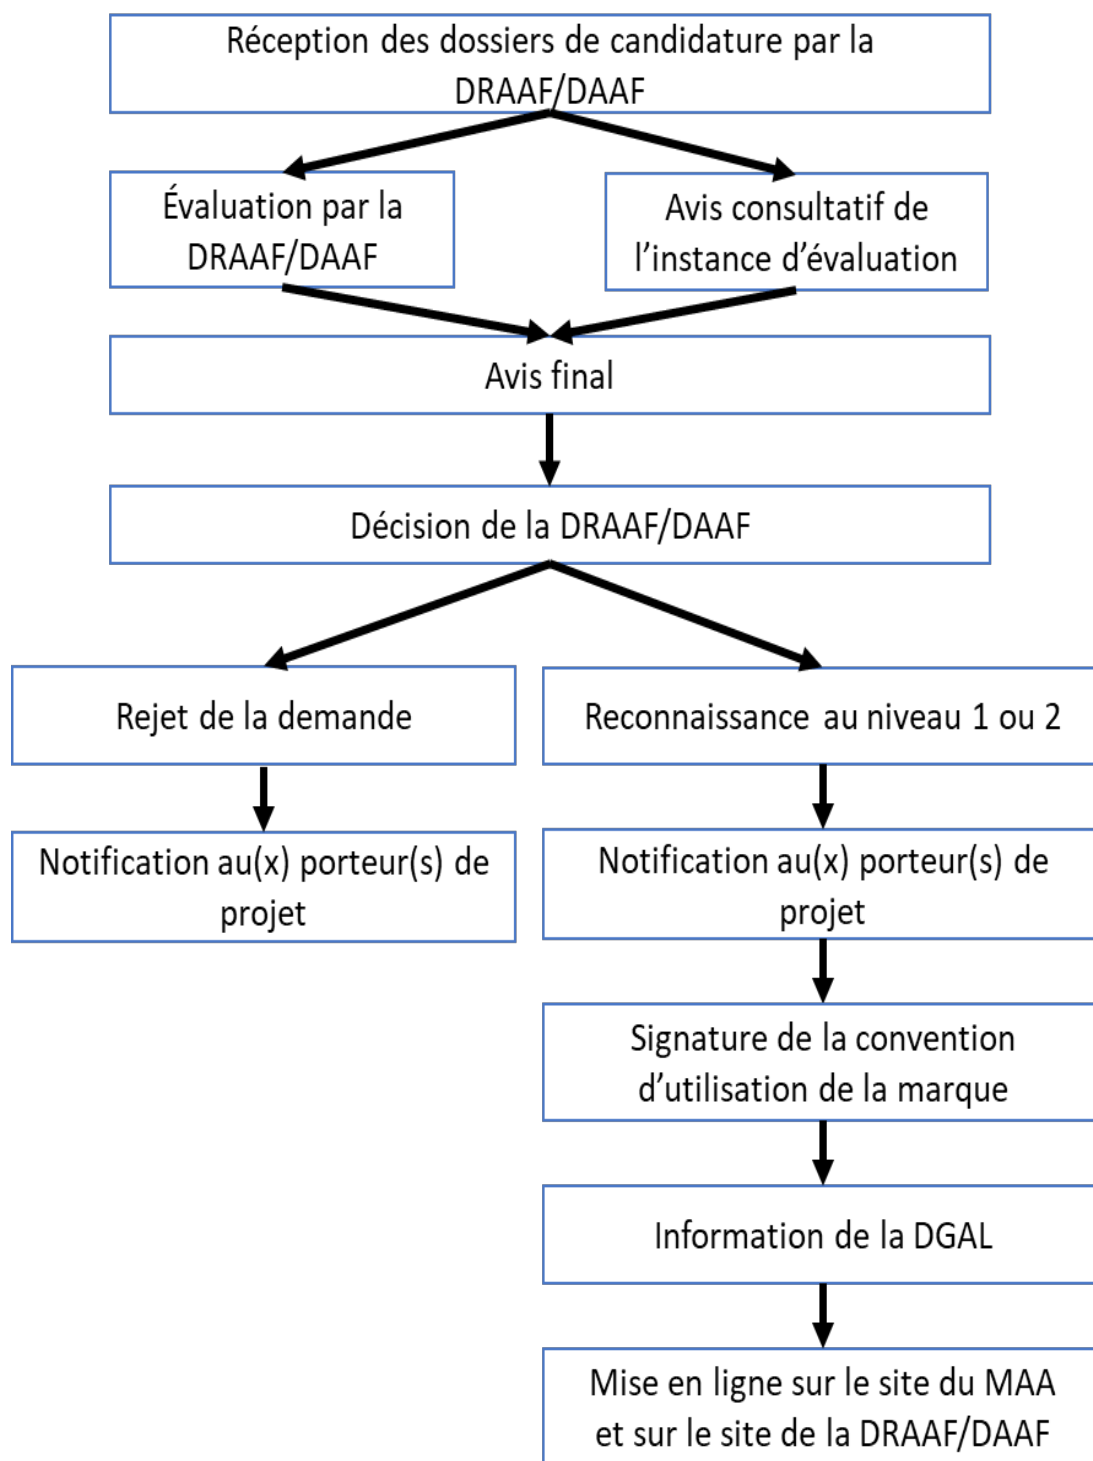 Réception des dossiers de candidature par la
DRAAF/DAAF
Évaluation par la
DRAAF/DAAF
Avis consultatif de
l’instance d’évaluation
Avis final
Décision de la DRAAF/DAAF
Rejet de la demande
Reconnaissance au niveau 1 ou 2
Notification au(x) porteur(s) de
projet
Notification au(x) porteur(s) de
projet
Signature de la convention
d’utilisation de la marque
Information de la DGAL
Mise en ligne sur le site du MAA
et sur le site de la DRAAF/DAAF